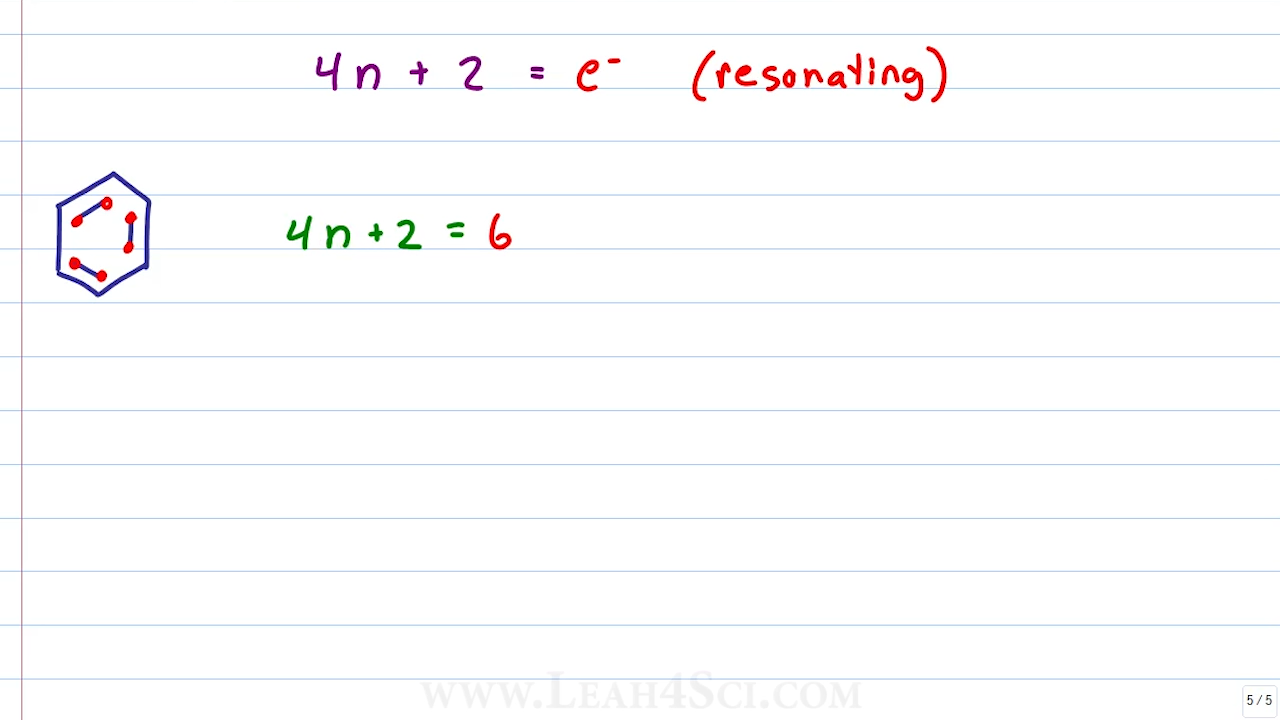 4n + 2 = e⁻ (resonating)
4n + 2 = 6
www.Leah4Sci.com
5 / 5